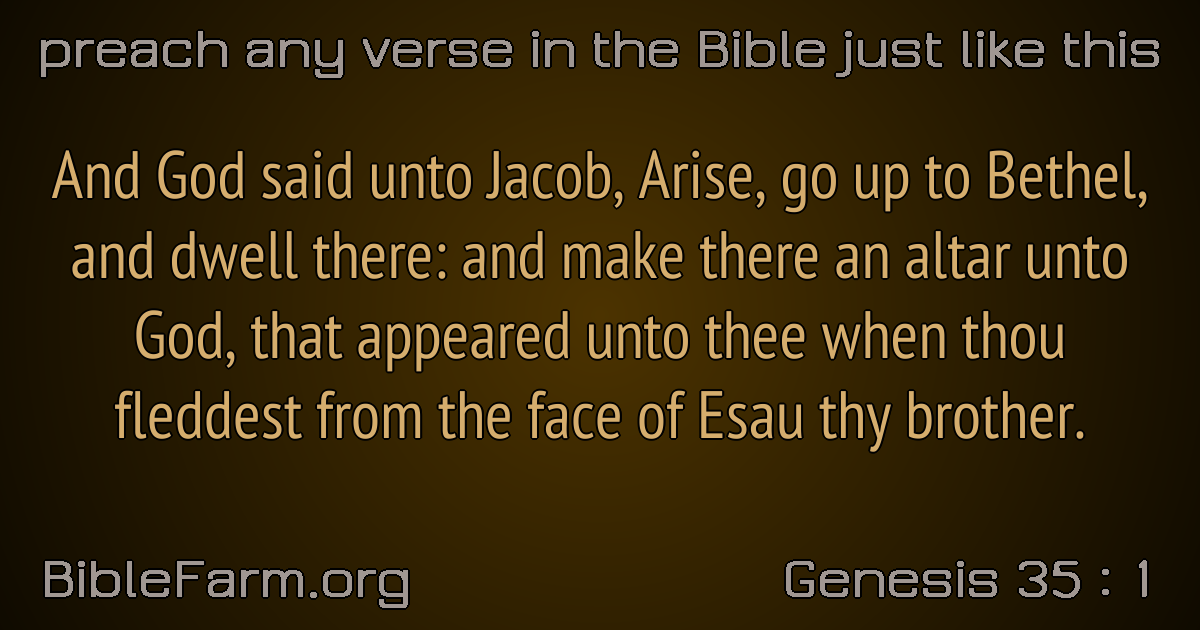 preach any verse in the Bible just like this
And God said unto Jacob, Arise, go up to Bethel,
and dwell there: and make there an altar unto
God, that appeared unto thee when thou
fleddest from the face of Esau thy brother.
BibleFarm.org
Genesis 35 : 1